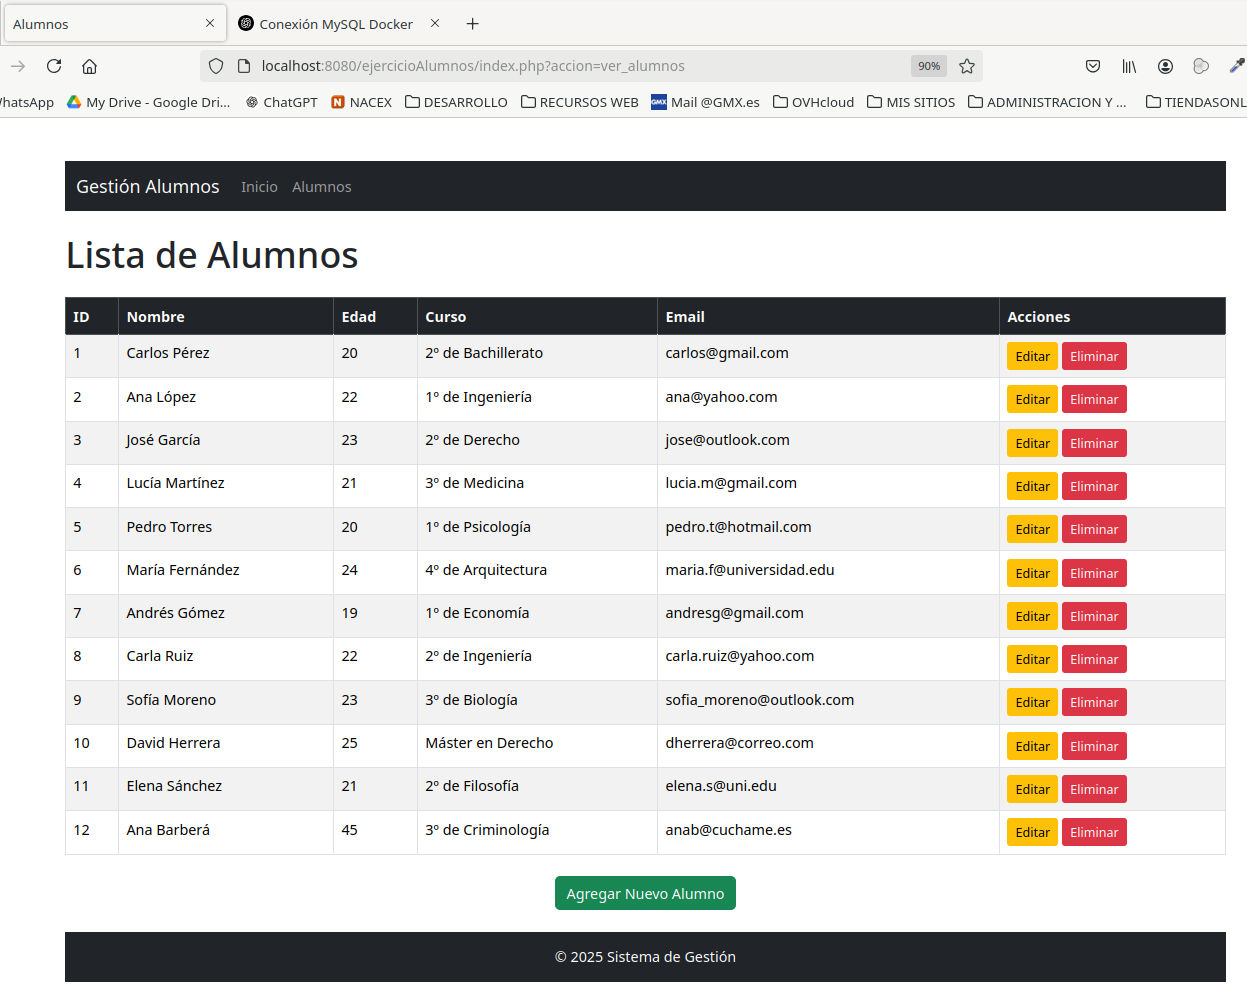 Alumnos
Conexión MySQL Docker
localhost:8080/ejercicioAlumnos/index.php?accion=ver_alumnos 90%
hatsApp My Drive - Google Dri... ChatGPT NACEX DESARROLLO RECURSOS WEB GMX Mail @GMX.es OVHcloud MIS SITIOS ADMINISTRACION Y ... TIENDASONL
Gestión Alumnos Inicio Alumnos
Lista de Alumnos
ID Nombre Edad Curso Email Acciones
1 Carlos Pérez 20 2º de Bachillerato carlos@gmail.com Editar Eliminar
2 Ana López 22 1º de Ingeniería ana@yahoo.com Editar Eliminar
3 José García 23 2º de Derecho jose@outlook.com Editar Eliminar
4 Lucía Martínez 21 3º de Medicina lucia.m@gmail.com Editar Eliminar
5 Pedro Torres 20 1º de Psicología pedro.t@hotmail.com Editar Eliminar
6 María Fernández 24 4º de Arquitectura maria.f@universidad.edu Editar Eliminar
7 Andrés Gómez 19 1º de Economía andresg@gmail.com Editar Eliminar
8 Carla Ruiz 22 2º de Ingeniería carla.ruiz@yahoo.com Editar Eliminar
9 Sofía Moreno 23 3º de Biología sofia_moreno@outlook.com Editar Eliminar
10 David Herrera 25 Máster en Derecho dherrera@correo.com Editar Eliminar
11 Elena Sánchez 21 2º de Filosofía elena.s@uni.edu Editar Eliminar
12 Ana Barberá 45 3º de Criminología anab@cuchame.es Editar Eliminar
Agregar Nuevo Alumno
© 2025 Sistema de Gestión